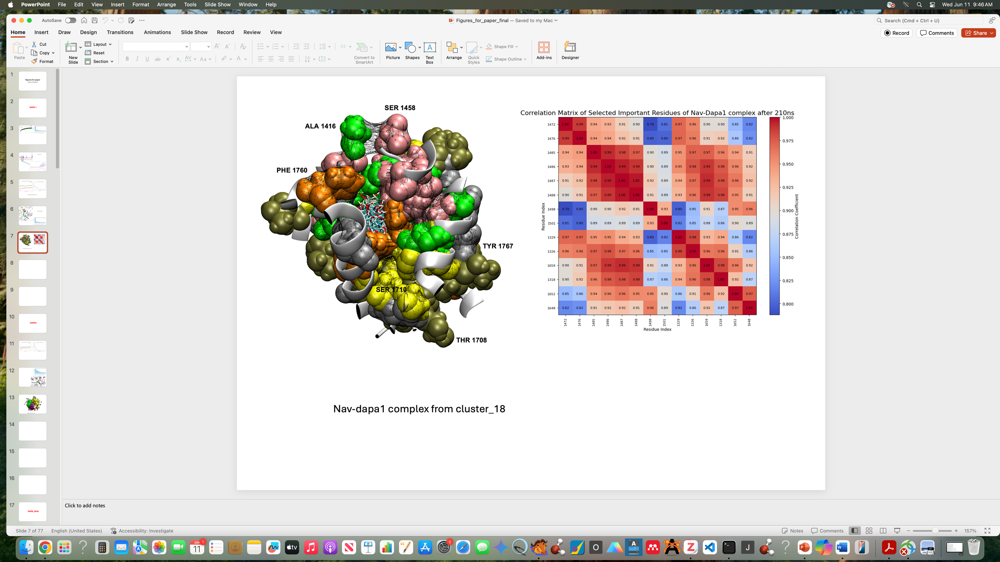 PowerPoint File Edit View Insert Format Arrange Tools Slide Show Window Help Wed Jun 11 9:46 AM
AutoSave Figures_for_paper_final — Saved to my Mac Search (Cmd + Ctrl + U)
Home Insert Draw Design Transitions Animations Slide Show Record Review View Record Comments Share
Paste Cut Copy Format
New Slide Layout Reset Section
Convert to SmartArt
Picture Shapes Text Box
Arrange Quick Styles Shape Fill Shape Outline
Add-ins Designer
1 Figures for paper
2 DAPA 1
3
4
5
6
7
8
9
10 DAPA2
11
12
13
14
15
16
17 DAPA_Both
SER 1458
ALA 1416
PHE 1760
TYR 1767
SER 1710
THR 1708
Nav-dapa1 complex from cluster_18
Correlation Matrix of Selected Important Residues of Nav-Dapa1 complex after 210ns
1472 1.00 0.99 0.94 0.93 0.91 0.90 0.79 0.81 0.97 0.96 0.90 0.90 0.85 0.82
1476 0.99 1.00 0.94 0.94 0.92 0.91 0.80 0.80 0.97 0.96 0.91 0.92 0.86 0.82
1485 0.94 0.94 1.00 0.99 0.98 0.97 0.90 0.89 0.95 0.97 0.97 0.96 0.94 0.91
1486 0.93 0.94 0.99 1.00 0.99 0.99 0.90 0.89 0.95 0.98 0.99 0.98 0.96 0.92
1487 0.91 0.92 0.98 0.99 1.00 1.00 0.92 0.89 0.94 0.97 0.99 0.98 0.96 0.92
1488 0.90 0.91 0.97 0.99 1.00 1.00 0.91 0.89 0.93 0.96 0.99 0.98 0.95 0.91
1498 0.79 0.80 0.90 0.90 0.92 0.91 1.00 0.93 0.80 0.85 0.91 0.87 0.95 0.96
1501 0.81 0.80 0.89 0.89 0.89 0.89 0.93 1.00 0.82 0.85 0.88 0.86 0.90 0.89
1329 0.97 0.97 0.95 0.95 0.94 0.93 0.80 0.82 1.00 0.98 0.93 0.94 0.86 0.82
1326 0.96 0.96 0.97 0.98 0.97 0.96 0.85 0.85 0.98 1.00 0.96 0.96 0.91 0.86
1659 0.90 0.91 0.97 0.99 0.99 0.99 0.91 0.88 0.93 0.96 1.00 0.98 0.96 0.92
1318 0.90 0.92 0.96 0.98 0.98 0.98 0.87 0.86 0.94 0.96 0.98 1.00 0.92 0.87
1652 0.85 0.86 0.94 0.96 0.96 0.95 0.95 0.90 0.86 0.91 0.96 0.92 1.00 0.97
1648 0.82 0.82 0.91 0.92 0.92 0.91 0.96 0.89 0.82 0.86 0.92 0.87 0.97 1.00
1472 1476 1485 1486 1487 1488 1498 1501 1329 1326 1659 1318 1652 1648
Residue Index
Residue Index
1.000
0.975
0.950
0.925
0.900
0.875
0.850
0.825
0.800
Correlation Coefficient
Click to add notes
Slide 7 of 77 English (United States) Accessibility: Investigate Notes Comments 157%
JUN 11 1
tv
2